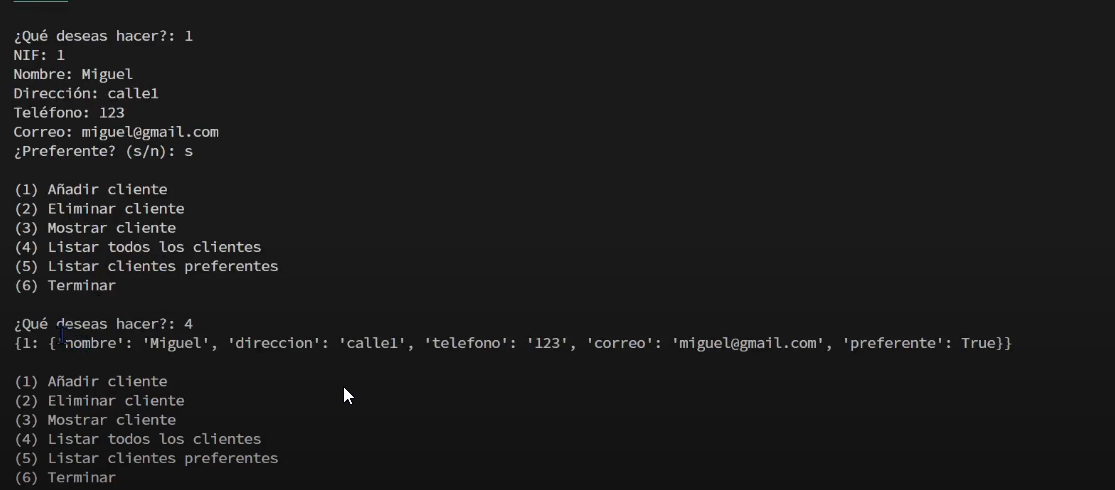 ¿Qué deseas hacer?: 1
NIF: 1
Nombre: Miguel
Dirección: calle1
Teléfono: 123
Correo: miguel@gmail.com
¿Preferente? (s/n): s
(1) Añadir cliente
(2) Eliminar cliente
(3) Mostrar cliente
(4) Listar todos los clientes
(5) Listar clientes preferentes
(6) Terminar
¿Qué deseas hacer?: 4
{1: {'nombre': 'Miguel', 'direccion': 'calle1', 'telefono': '123', 'correo': 'miguel@gmail.com', 'preferente': True}}
(1) Añadir cliente
(2) Eliminar cliente
(3) Mostrar cliente
(4) Listar todos los clientes
(5) Listar clientes preferentes
(6) Terminar